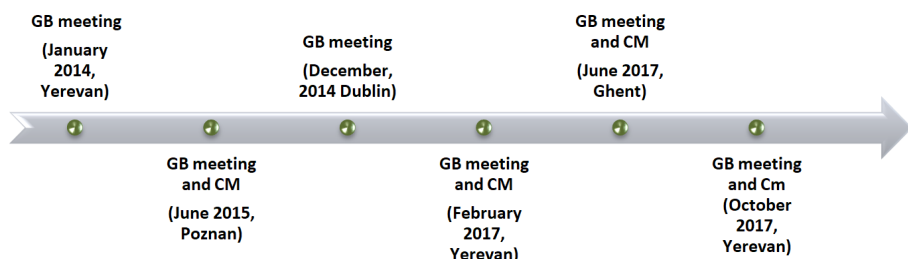 GB meeting
(January
2014,
Yerevan)
GB meeting
and CM
(June 2015,
Poznan)
GB meeting
(December,
2014 Dublin)
GB meeting
and CM
(February
2017,
Yerevan)
GB meeting
and CM
(June 2017,
Ghent)
GB meeting
and Cm
(October
2017,
Yerevan)